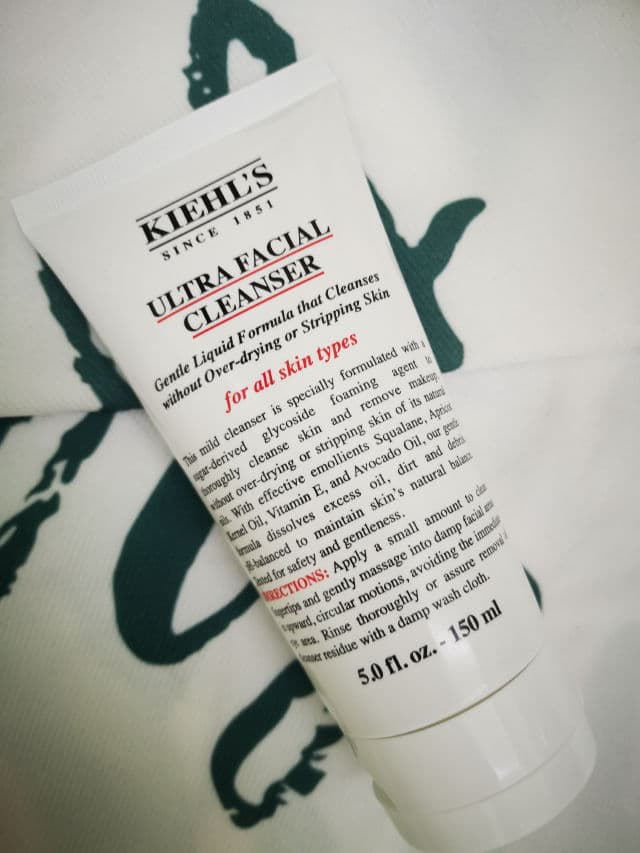 KIEHL'S
SINCE 1851
ULTRA FACIAL
CLEANSER
Gentle Liquid Formula that Cleanses
without Over-drying or Stripping Skin
for all skin types
This mild cleanser is specially formulated with a
sugar-derived glycoside foaming agent to
thoroughly cleanse skin and remove makeup
without over-drying or stripping skin of its natural
oils. With effective emollients Squalane, Apricot
Kernel Oil, Vitamin E, and Avocado Oil, our gentle
formula dissolves excess oil, dirt and debris.
pH-balanced to maintain skin's natural balance.
Tested for safety and gentleness.
DIRECTIONS: Apply a small amount to clean
fingertips and gently massage into damp facial area
in upward, circular motions, avoiding the immediate
eye area. Rinse thoroughly or assure removal of
cleanser residue with a damp wash cloth.
5.0 fl. oz. - 150 ml